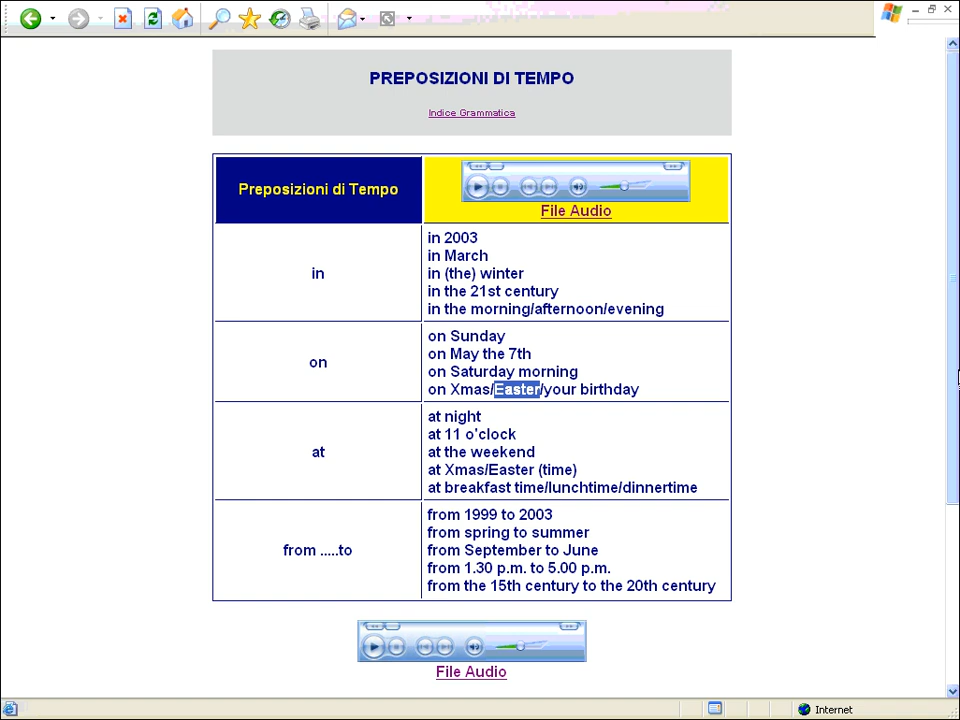 PREPOSIZIONI DI TEMPO
Indice Grammatica
Preposizioni di Tempo
File Audio
in
in 2003
in March
in (the) winter
in the 21st century
in the morning/afternoon/evening
on
on Sunday
on May the 7th
on Saturday morning
on Xmas/Easter/your birthday
at
at night
at 11 o'clock
at the weekend
at Xmas/Easter (time)
at breakfast time/lunchtime/dinnertime
from .....to
from 1999 to 2003
from spring to summer
from September to June
from 1.30 p.m. to 5.00 p.m.
from the 15th century to the 20th century
File Audio
Internet